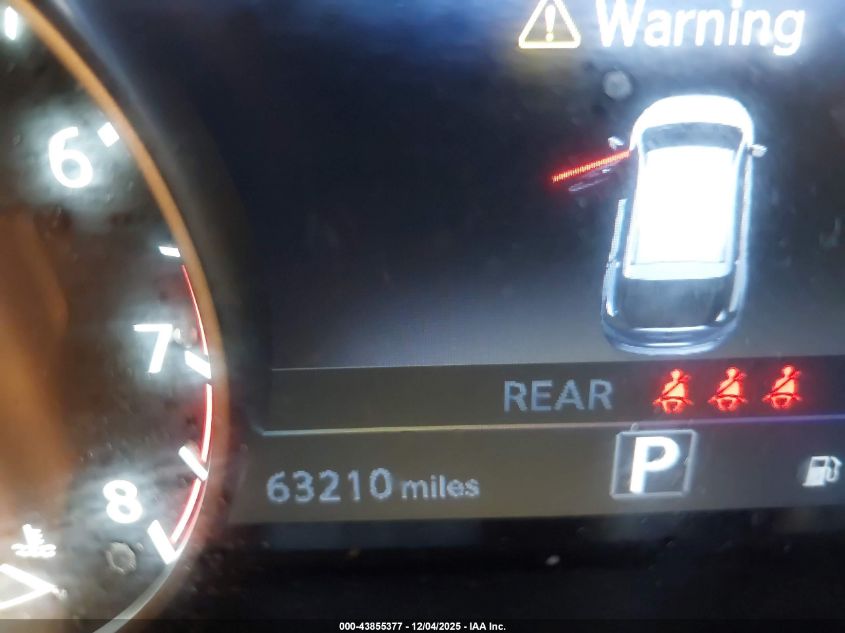 Warning
6
7
REAR
63210 miles
P
8
000-43855377 - 12/04/2025 - IAA Inc.